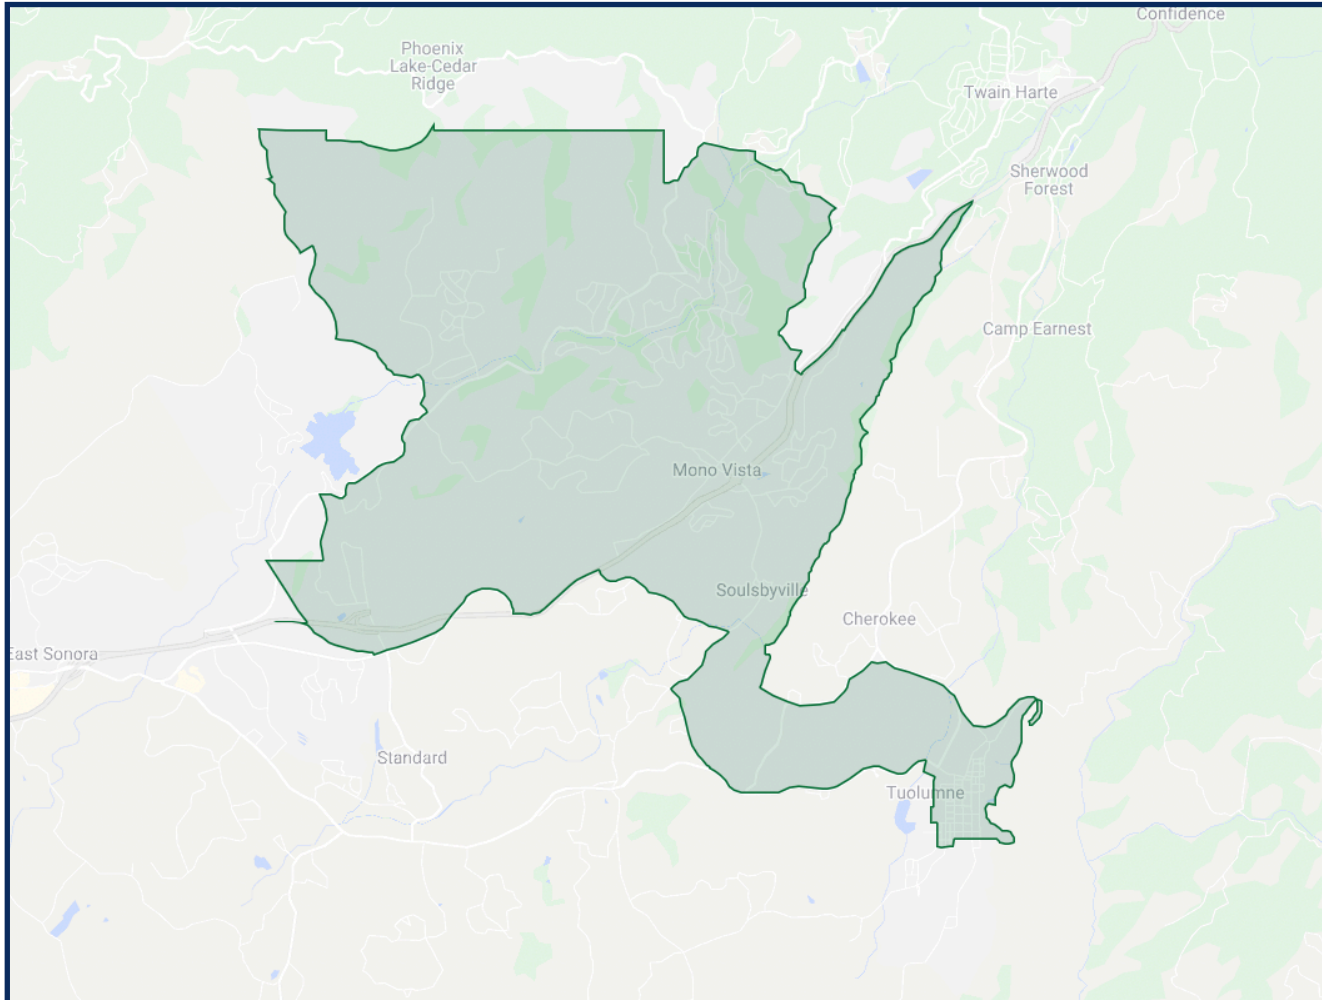 Confidence
Phoenix
Lake-Cedar
Ridge
Twain Harte
Sherwood
Forest
Camp Earnest
Mono Vista
Soulsbyville
Cherokee
East Sonora
Standard
Tuolumne